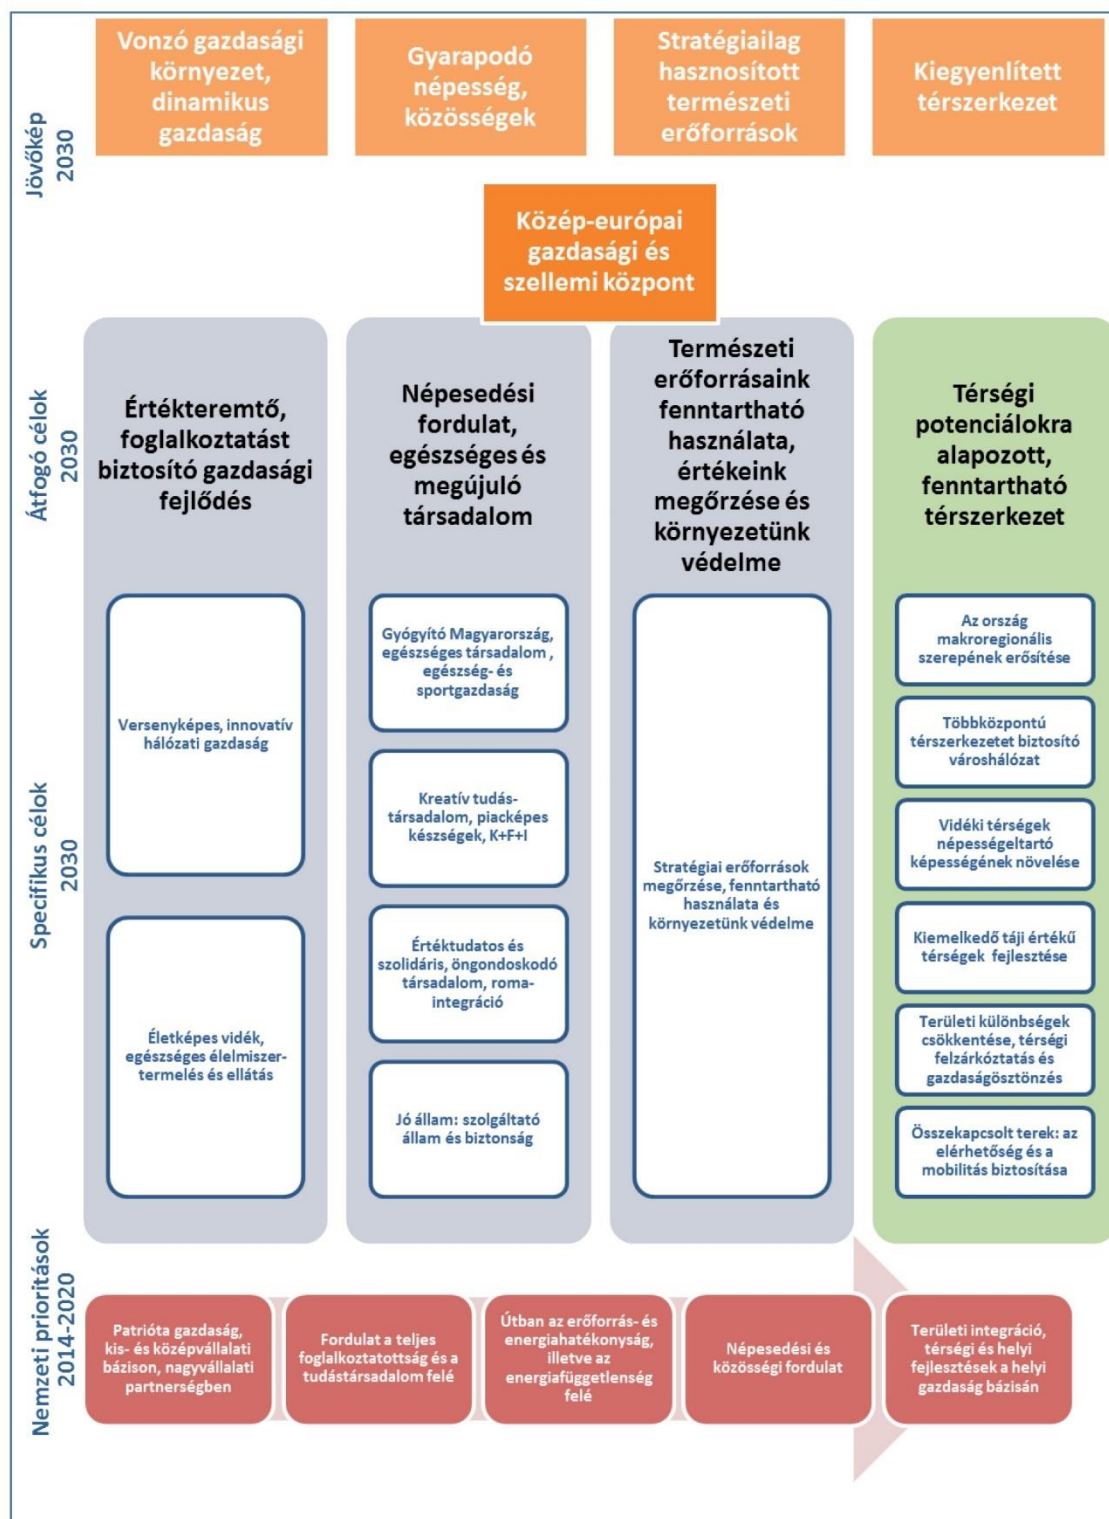 Jövőkép
2030
Vonzó gazdasági
környezet,
dinamikus
gazdaság
Gyarapodó
népesség,
közösségek
Stratégiailag
hasznosított
természeti
erőforrások
Kiegyenlített
térszerkezet
Közép-európai
gazdasági és
szellemi központ
Átfogó célok
2030
Értékteremtő,
foglalkoztatást
biztosító gazdasági
fejlődés
Népesedési
fordulat,
egészséges és
megújuló
társadalom
Természeti
erőforrásaink
fenntartható
használata,
értékeink
megőrzése és
környezetünk
védelme
Térségi
potenciálokra
alapozott,
fenntartható
térszerkezet
Specifikus célok
2030
Versenyképes, innovatív
hálózati gazdaság
Életképes vidék,
egészséges élelmiszer-
termelés és ellátás
Gyógyító Magyarország,
egészséges társadalom ,
egészség- és
sportgazdaság
Kreatív tudás-
társadalom, piacképes
készségek, K+F+I
Értéktudatos és
szolidáris, öngondoskodó
társadalom, roma-
integráció
Jó állam: szolgáltató
állam és biztonság
Stratégiai erőforrások
megőrzése, fenntartható
használata és
környezetünk védelme
Az ország
makroregionális
szerepének erősítése
Többközpontú
térszerkezetet biztosító
városhálózat
Vidéki térségek
népességeltartó
képességének növelése
Kiemelkedő táji értékű
térségek fejlesztése
Területi különbségek
csökkentése, térségi
felzárkóztatás és
gazdaságösztönzés
Összekapcsolt terek: az
elérhetőség és a
mobilitás biztosítása
Nemzeti prioritások
2014-2020
Patrióta gazdaság,
kis- és középvállalati
bázison, nagyvállalati
partnerségben
Fordulat a teljes
foglalkoztatottság és a
tudástársadalom felé
Útban az erőforrás- és
energiahatékonyság,
illetve az
energiafüggetlenség
felé
Népesedési és
közösségi fordulat
Területi integráció,
térségi és helyi
fejlesztések a helyi
gazdaság bázisán